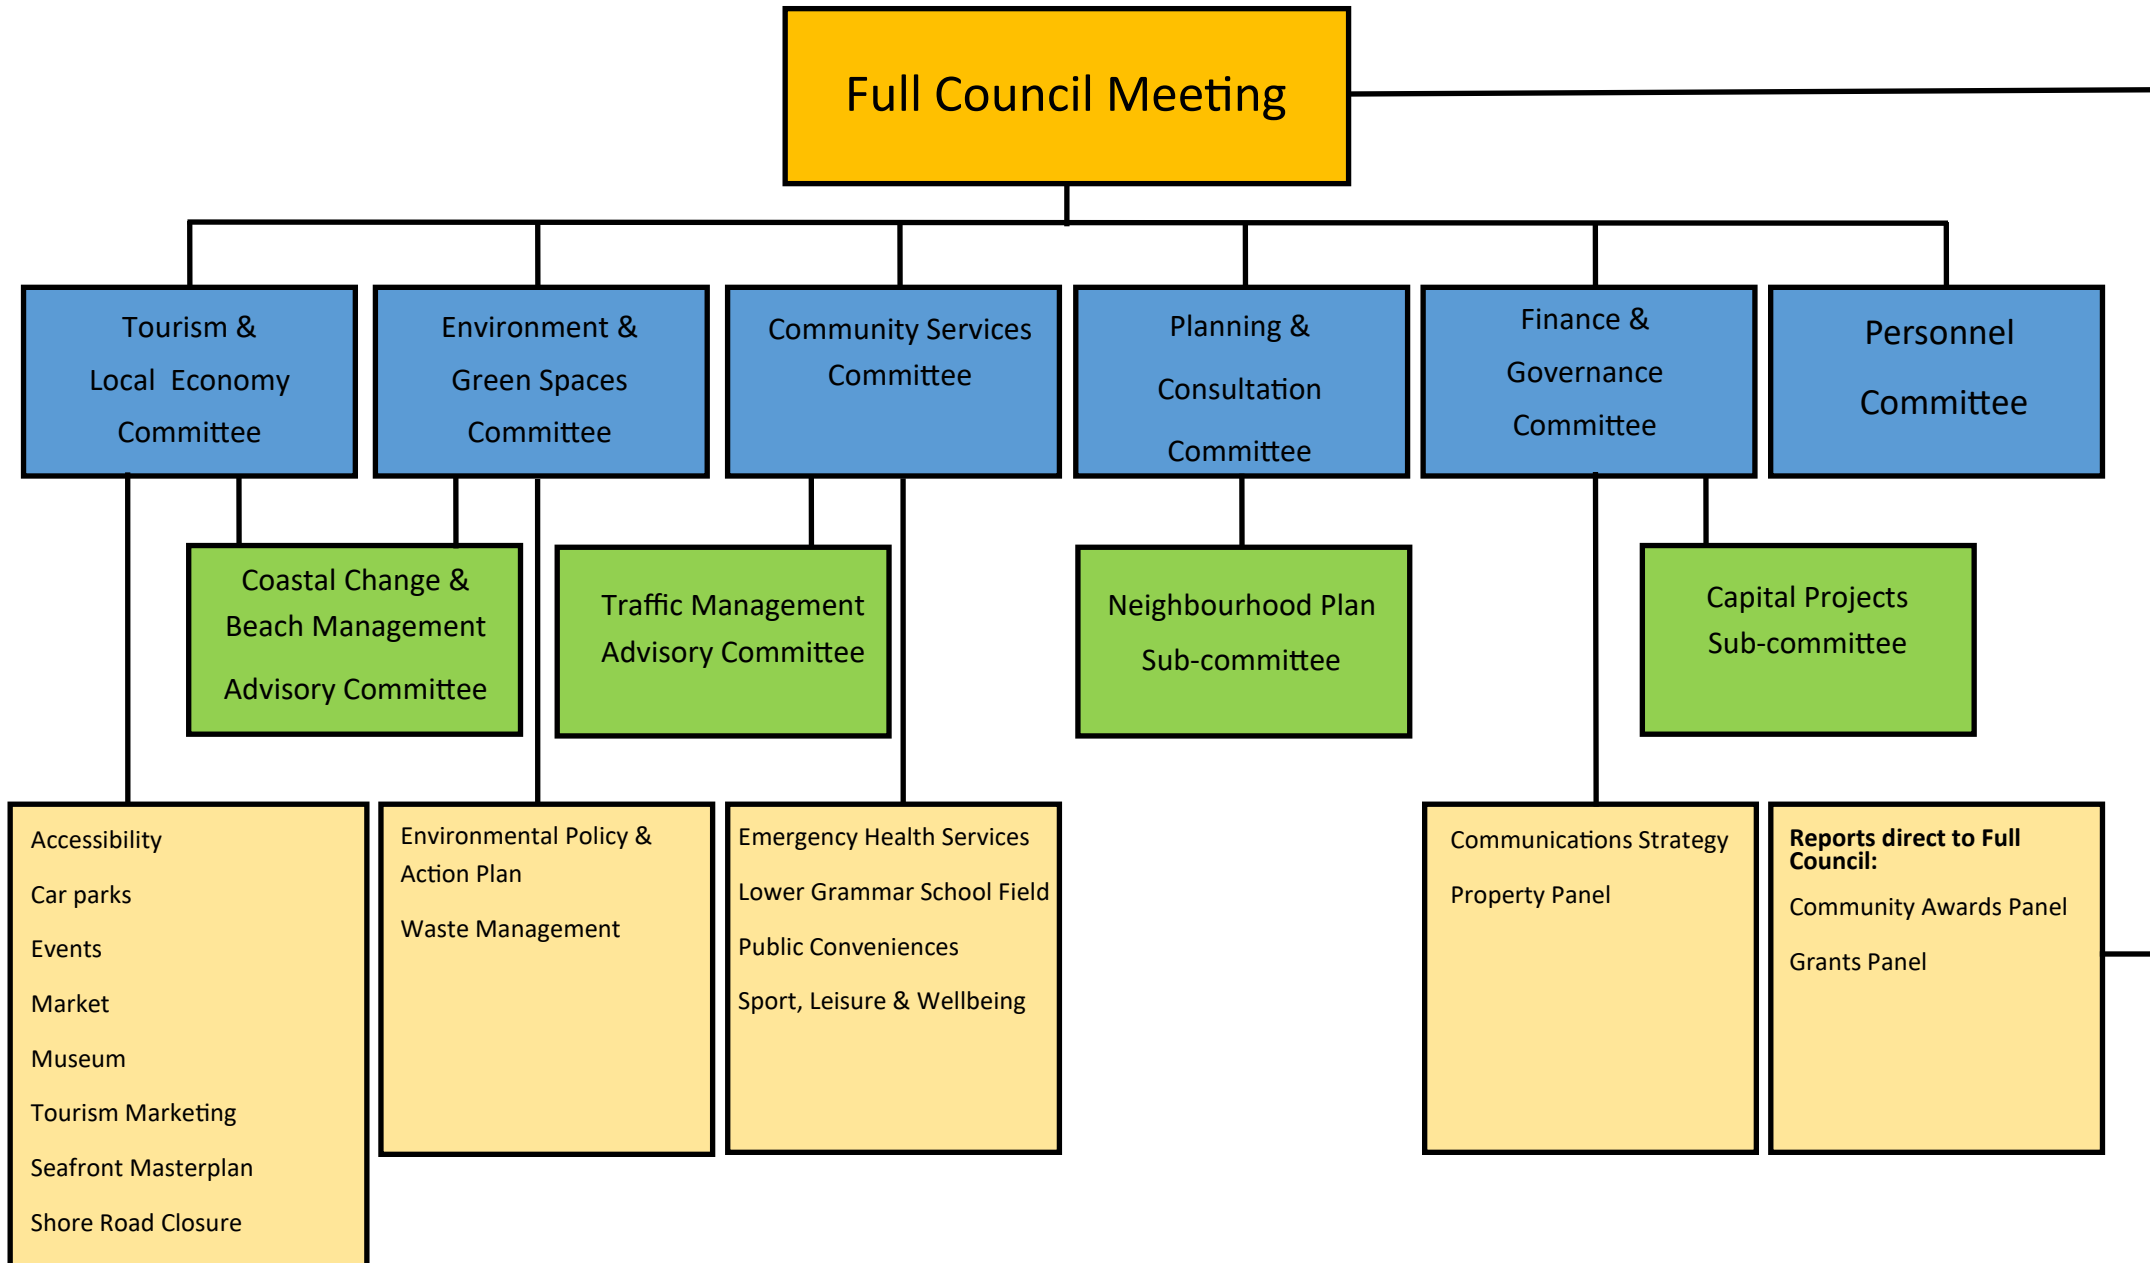 Full Council Meeting
Tourism &
Local Economy
Committee
Environment &
Green Spaces
Committee
Community Services
Committee
Planning &
Consultation
Committee
Finance &
Governance
Committee
Personnel
Committee
Coastal Change &
Beach Management
Advisory Committee
Traffic Management
Advisory Committee
Neighbourhood Plan
Sub-committee
Capital Projects
Sub-committee
Accessibility
Car parks
Events
Market
Museum
Tourism Marketing
Seafront Masterplan
Shore Road Closure
Environmental Policy &
Action Plan
Waste Management
Emergency Health Services
Lower Grammar School Field
Public Conveniences
Sport, Leisure & Wellbeing
Communications Strategy
Property Panel
Reports direct to Full
Council:
Community Awards Panel
Grants Panel